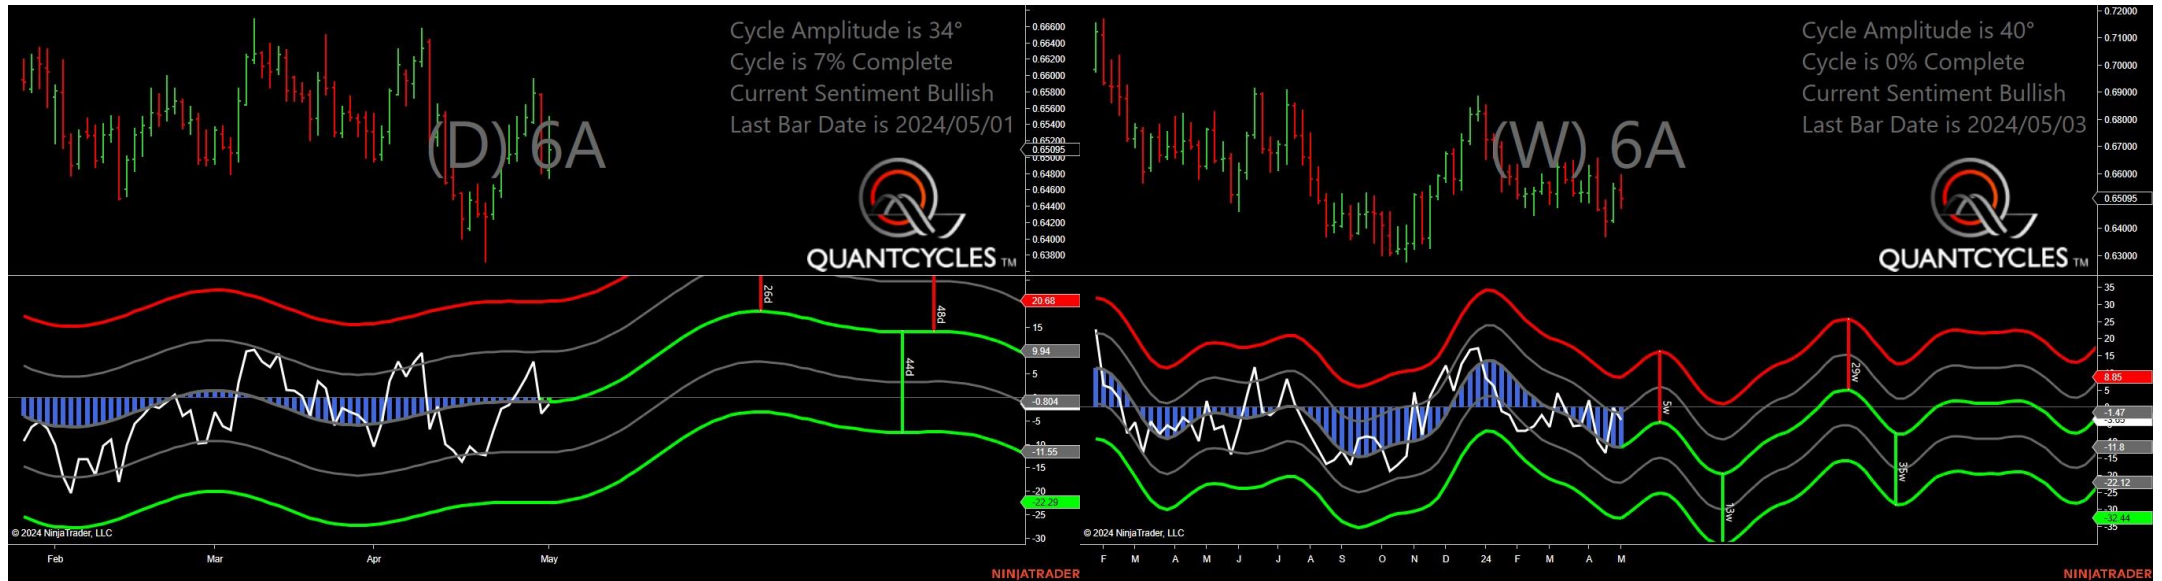 Cycle Amplitude is 34°
Cycle is 7% Complete
Current Sentiment Bullish
Last Bar Date is 2024/05/01
(D) 6A
QUANTCYCLES TM
0.66600
0.66400
0.66200
0.66000
0.65800
0.65600
0.65400
0.65200
0.65095
0.65000
0.64800
0.64600
0.64400
0.64200
0.64000
0.63800
26d
48d
44d
20.68
15
9.94
5
-0.804
-5
-10
-11.55
-15
-20
-22.29
-25
-30
© 2024 NinjaTrader, LLC
Feb
Mar
Apr
May
NINJATRADER
Cycle Amplitude is 40°
Cycle is 0% Complete
Current Sentiment Bullish
Last Bar Date is 2024/05/03
(W) 6A
QUANTCYCLES TM
0.72000
0.71000
0.70000
0.69000
0.68000
0.67000
0.66000
0.65095
0.64000
0.63000
5w
13w
29w
35w
35
30
25
20
15
8.85
5
-1.47
-3.65
-11.8
-15
-22.12
-25
-32.44
-35
© 2024 NinjaTrader, LLC
F
M
A
M
J
J
A
S
O
N
D
24
F
M
A
M
NINJATRADER